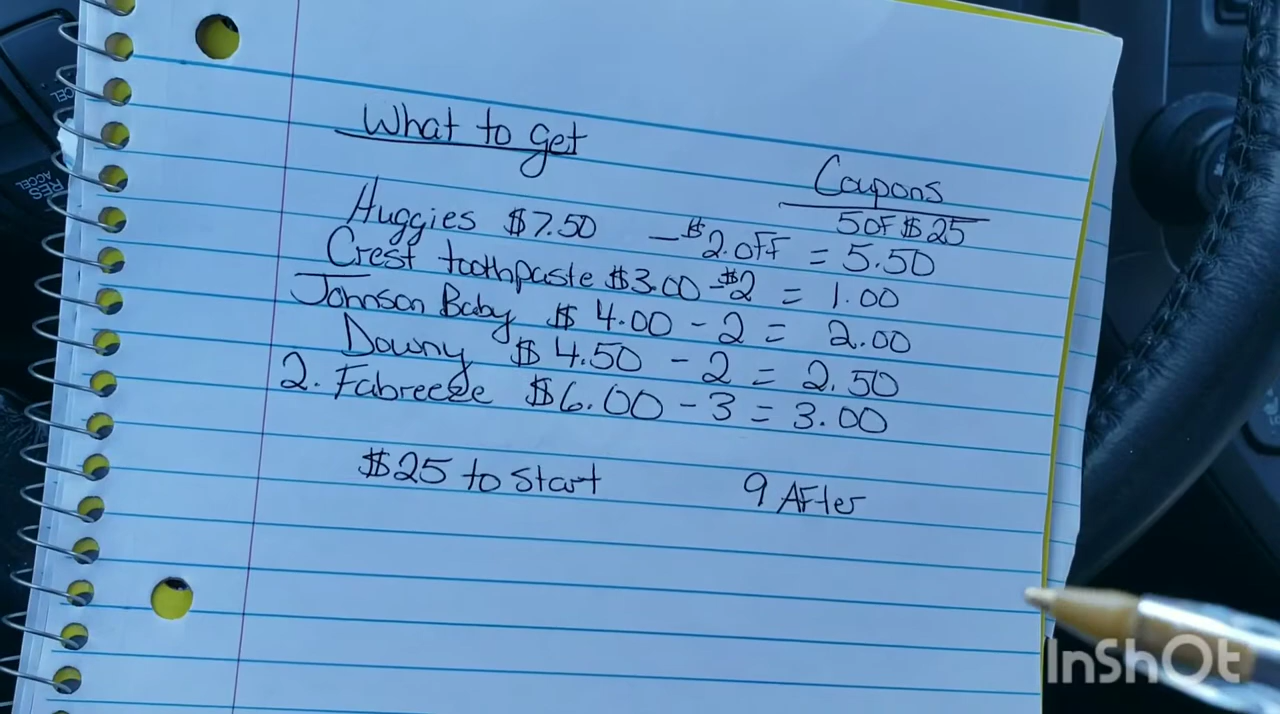 What to get
Coupons
5 OFF $25
Huggies $7.50 -$2.OFF = 5.50
Crest toothpaste $3.00 -$2 = 1.00
Johnson Baby $4.00 - 2 = 2.00
Downy $4.50 - 2 = 2.50
2. Fabreeze $6.00 - 3 = 3.00
$25 to start 9 After
RES
ACCEL
InShOt